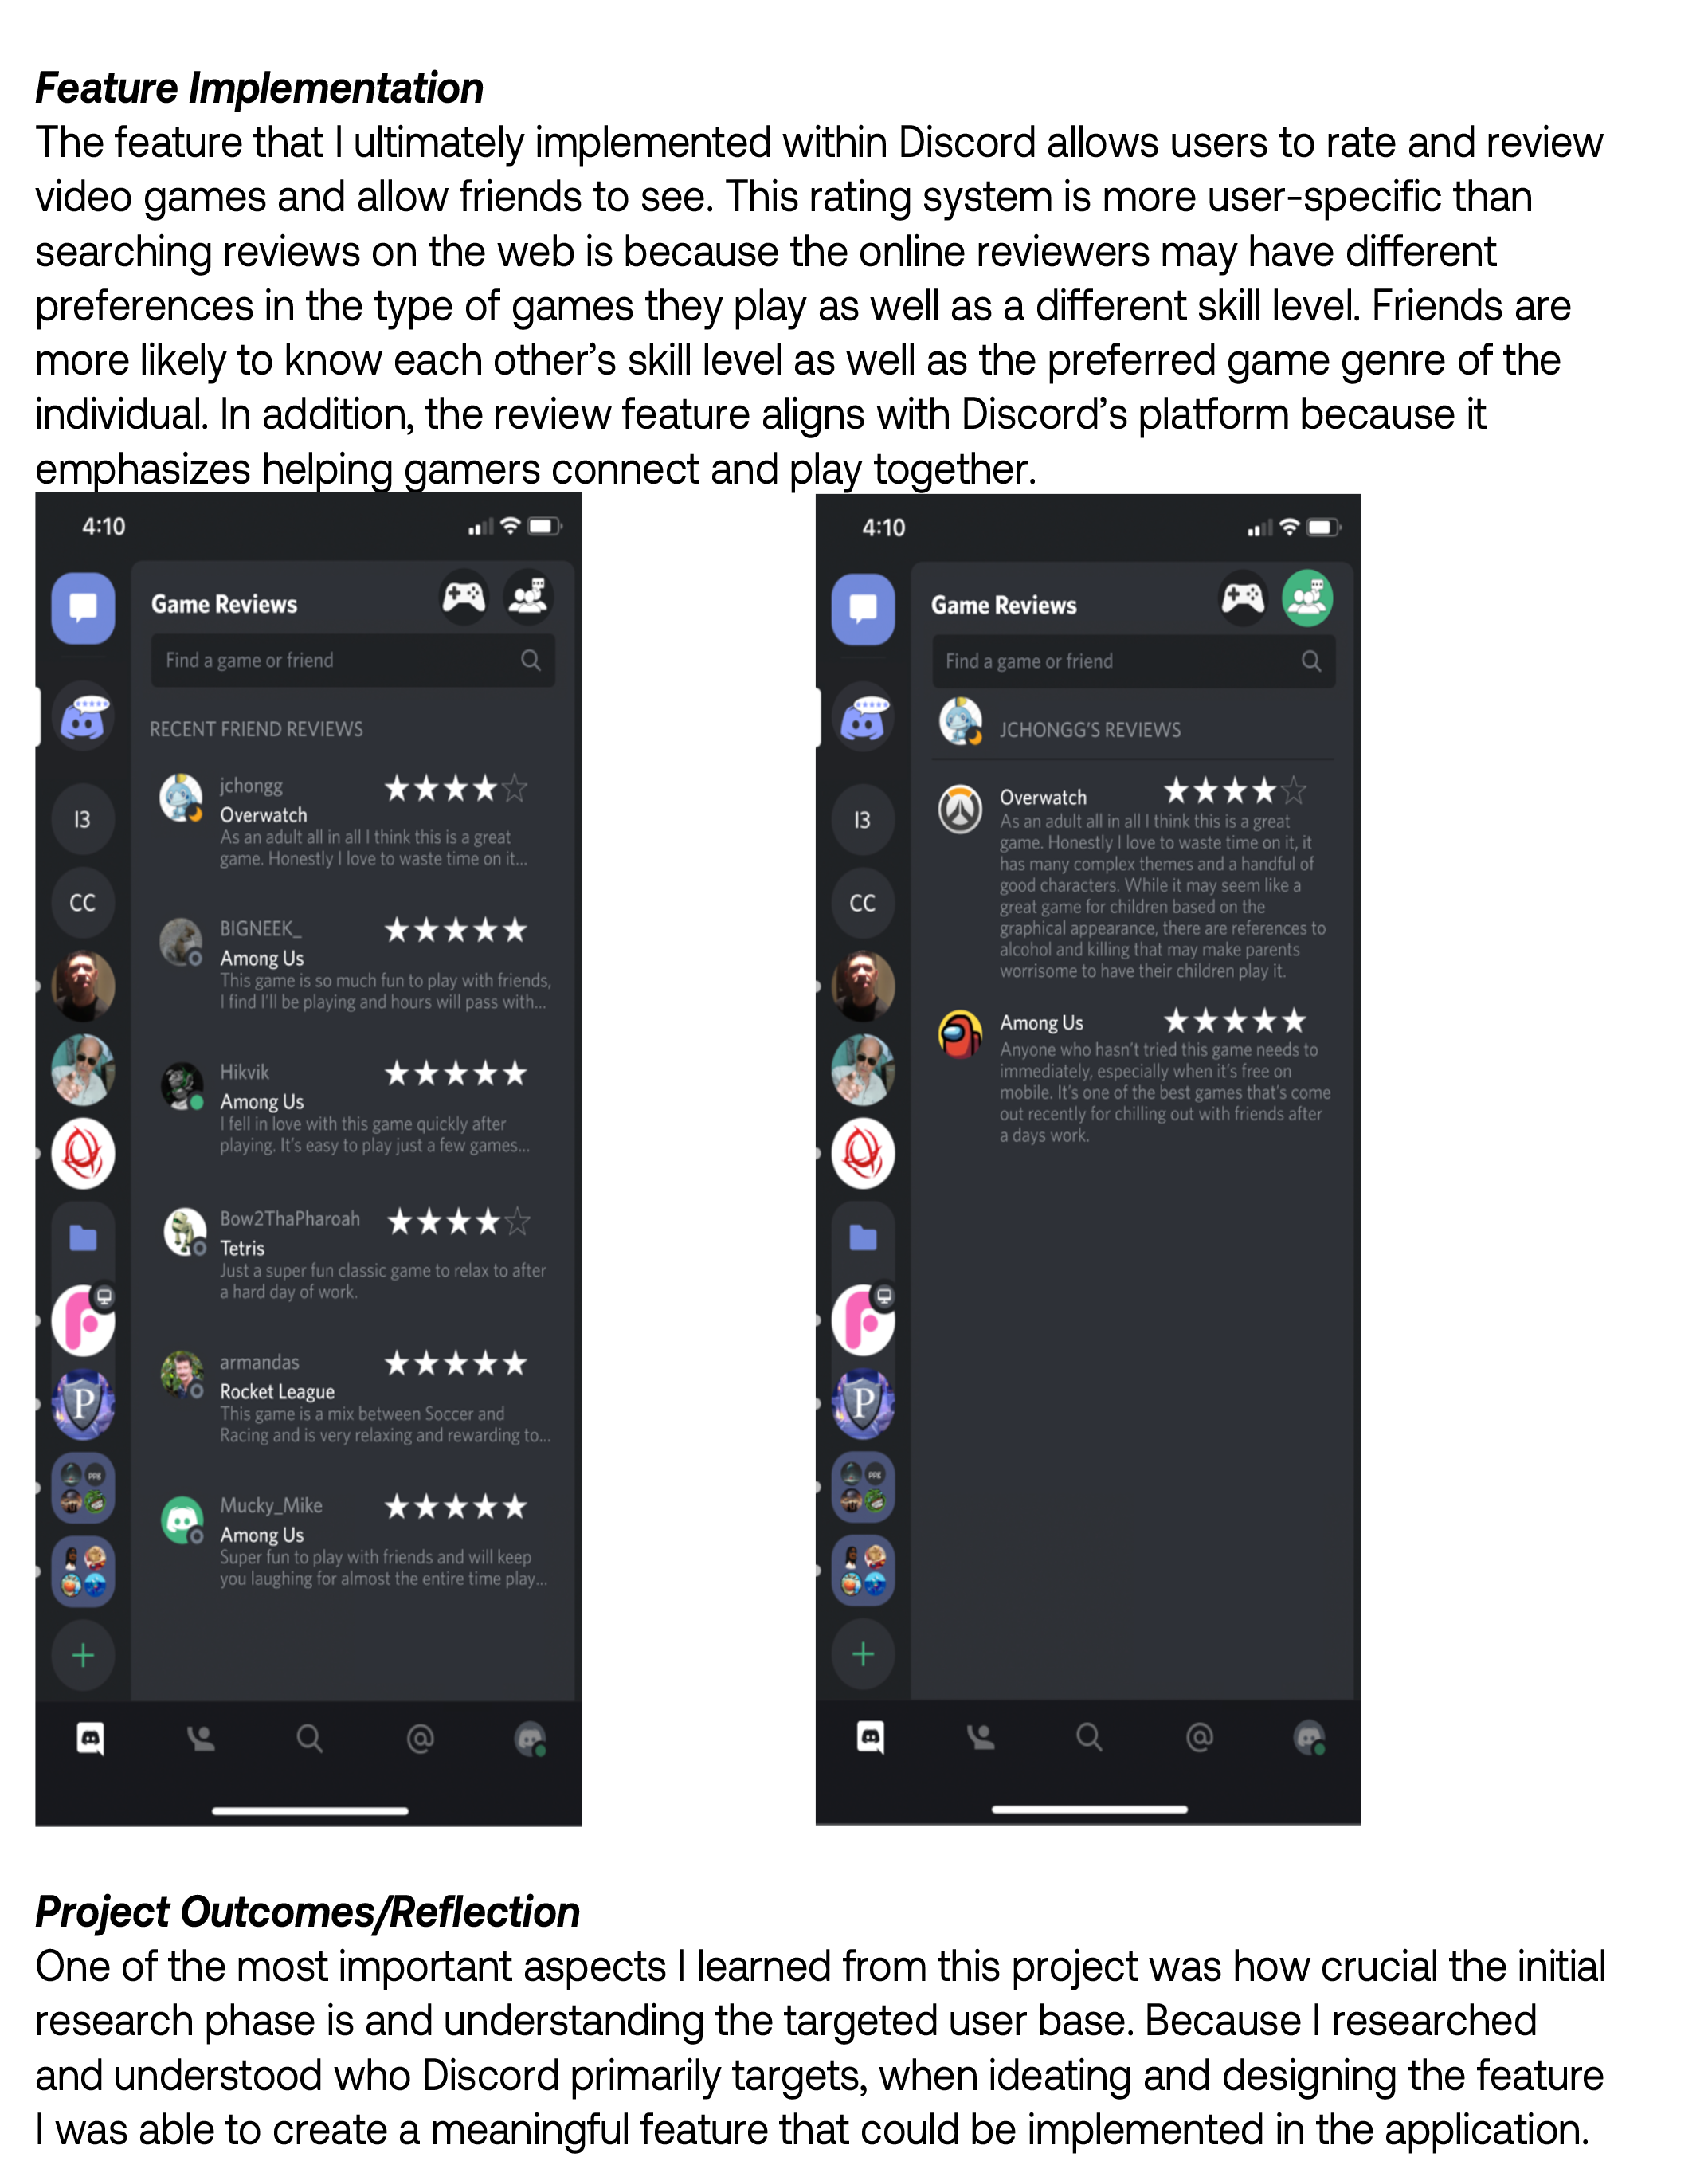 Feature Implementation
The feature that I ultimately implemented within Discord allows users to rate and review
video games and allow friends to see. This rating system is more user-specific than
searching reviews on the web is because the online reviewers may have different
preferences in the type of games they play as well as a different skill level. Friends are
more likely to know each other's skill level as well as the preferred game genre of the
individual. In addition, the review feature aligns with Discord's platform because it
emphasizes helping gamers connect and play together.
4:10
Game Reviews
Find a game or friend
RECENT FRIEND REVIEWS
13
CC
P
ppg
jchongg
Overwatch
As an adult all in all I think this is a great
game. Honestly I love to waste time on it...
BIGNEEK_
Among Us
This game is so much fun to play with friends,
I find I'll be playing and hours will pass with...
Hikvik
Among Us
I fell in love with this game quickly after
playing. It's easy to play just a few games...
Bow2ThaPharoah
Tetris
Just a super fun classic game to relax to after
a hard day of work.
armandas
Rocket League
This game is a mix between Soccer and
Racing and is very relaxing and rewarding to...
Mucky_Mike
Among Us
Super fun to play with friends and will keep
you laughing for almost the entire time play...
@
4:10
Game Reviews
Find a game or friend
JCHONGG'S REVIEWS
13
CC
P
ppg
Overwatch
As an adult all in all I think this is a great
game. Honestly I love to waste time on it, it
has many complex themes and a handful of
good characters. While it may seem like a
great game for children based on the
graphical appearance, there are references to
alcohol and killing that may make parents
worrisome to have their children play it.
Among Us
Anyone who hasn't tried this game needs to
immediately, especially when it's free on
mobile. It's one of the best games that's come
out recently for chilling out with friends after
a days work.
@
Project Outcomes/Reflection
One of the most important aspects I learned from this project was how crucial the initial
research phase is and understanding the targeted user base. Because I researched
and understood who Discord primarily targets, when ideating and designing the feature
I was able to create a meaningful feature that could be implemented in the application.